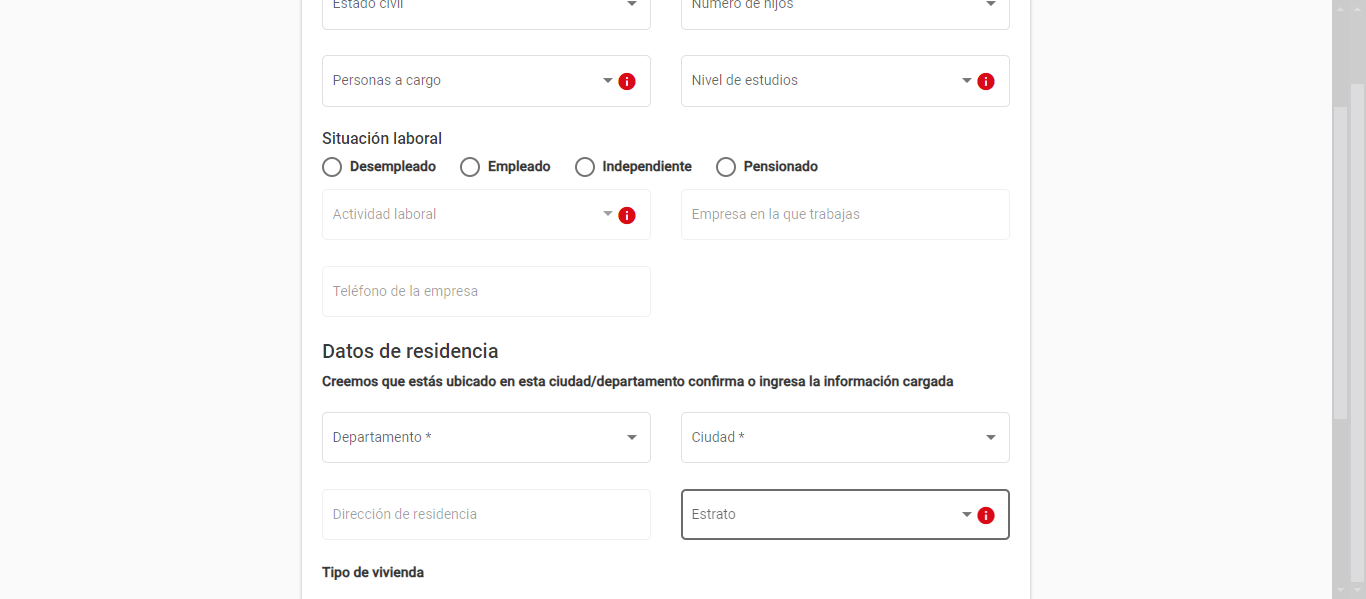 Estado civil
Número de hijos
Personas a cargo
Nivel de estudios
Situación laboral
Desempleado
Empleado
Independiente
Pensionado
Actividad laboral
Empresa en la que trabajas
Teléfono de la empresa
Datos de residencia
Creemos que estás ubicado en esta ciudad/departamento confirma o ingresa la información cargada
Departamento *
Ciudad *
Dirección de residencia
Estrato
Tipo de vivienda